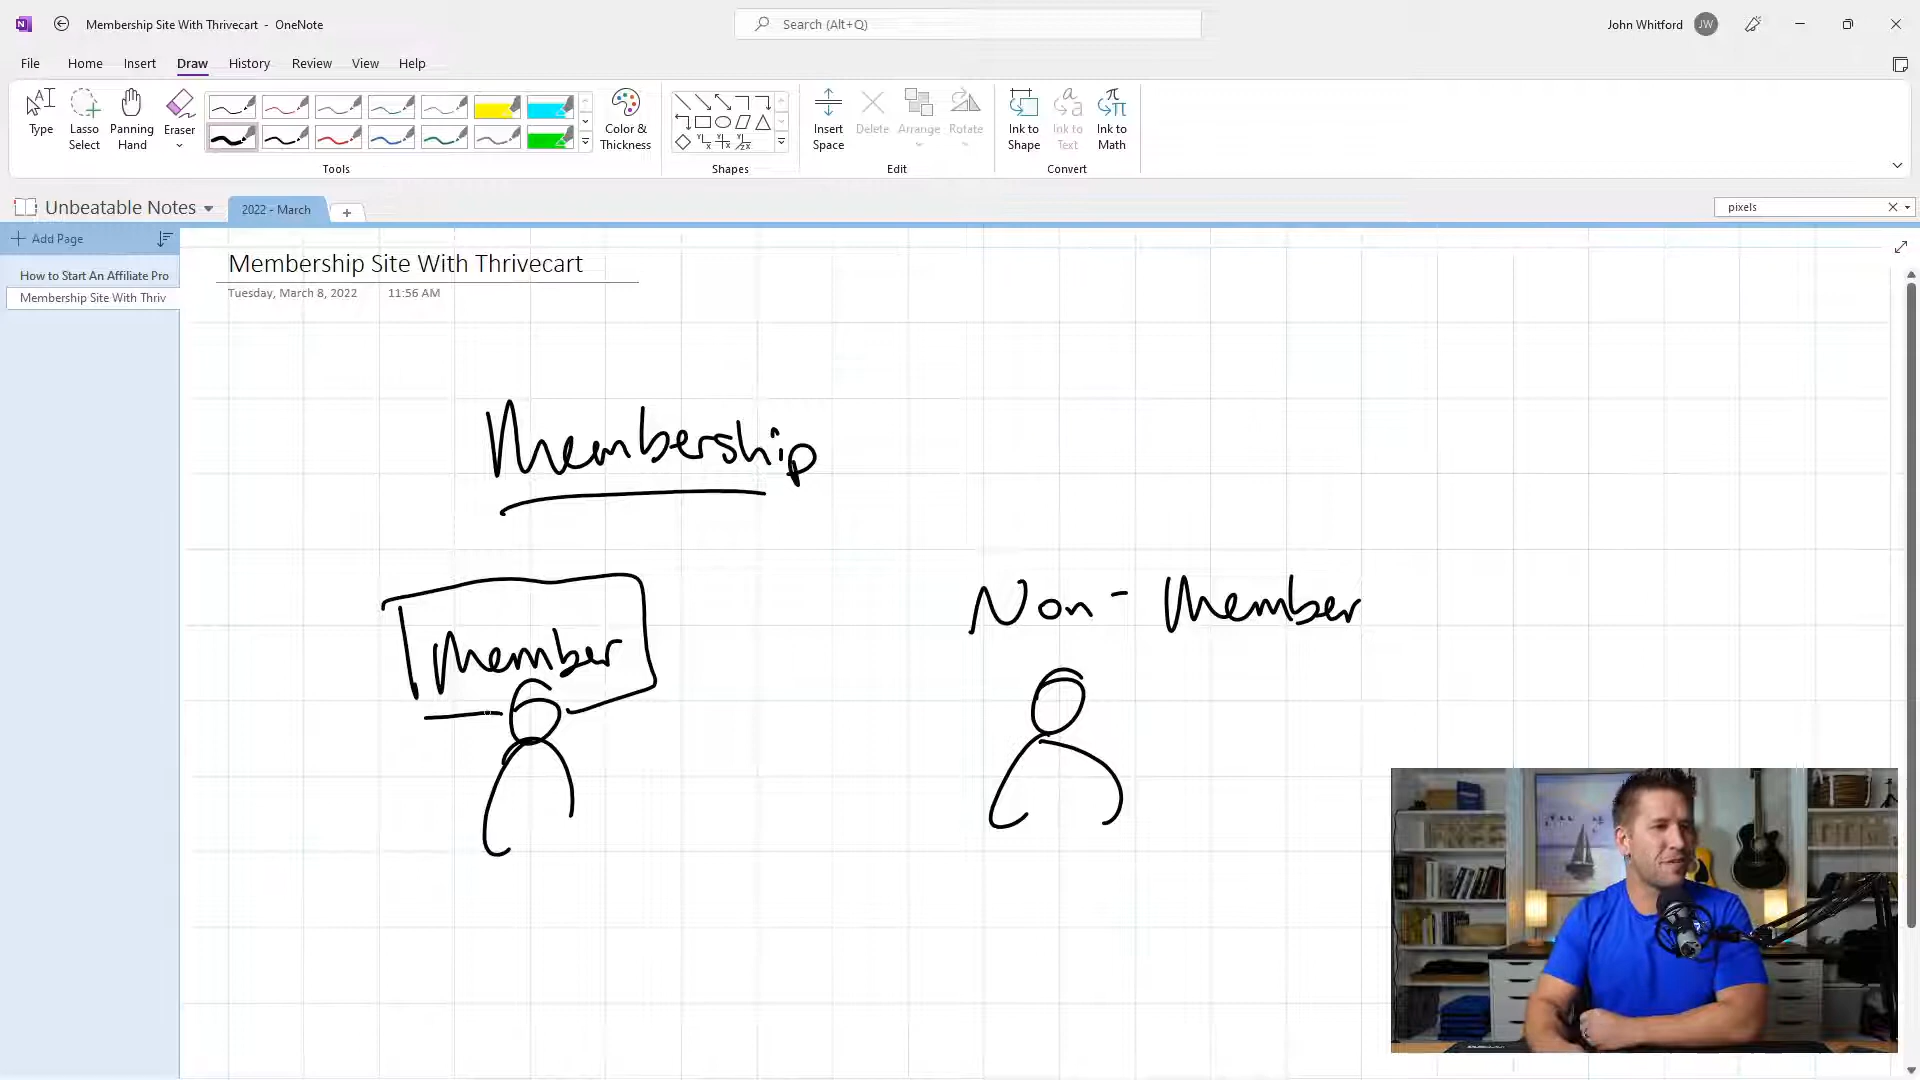 Membership Site With Thrivecart - OneNote
Search (Alt+Q)
John Whitford
JW
File Home Insert Draw History Review View Help
Type
Lasso Select
Panning Hand
Eraser
Color & Thickness
Insert Space
Delete
Arrange
Rotate
Ink to Shape
Ink to Text
Ink to Math
Tools
Shapes
Edit
Convert
Unbeatable Notes
2022 - March
pixels
Add Page
How to Start An Affiliate Pro
Membership Site With Thriv
Membership Site With Thrivecart
Tuesday, March 8, 2022 11:56 AM
Membership
Member
Non - Member